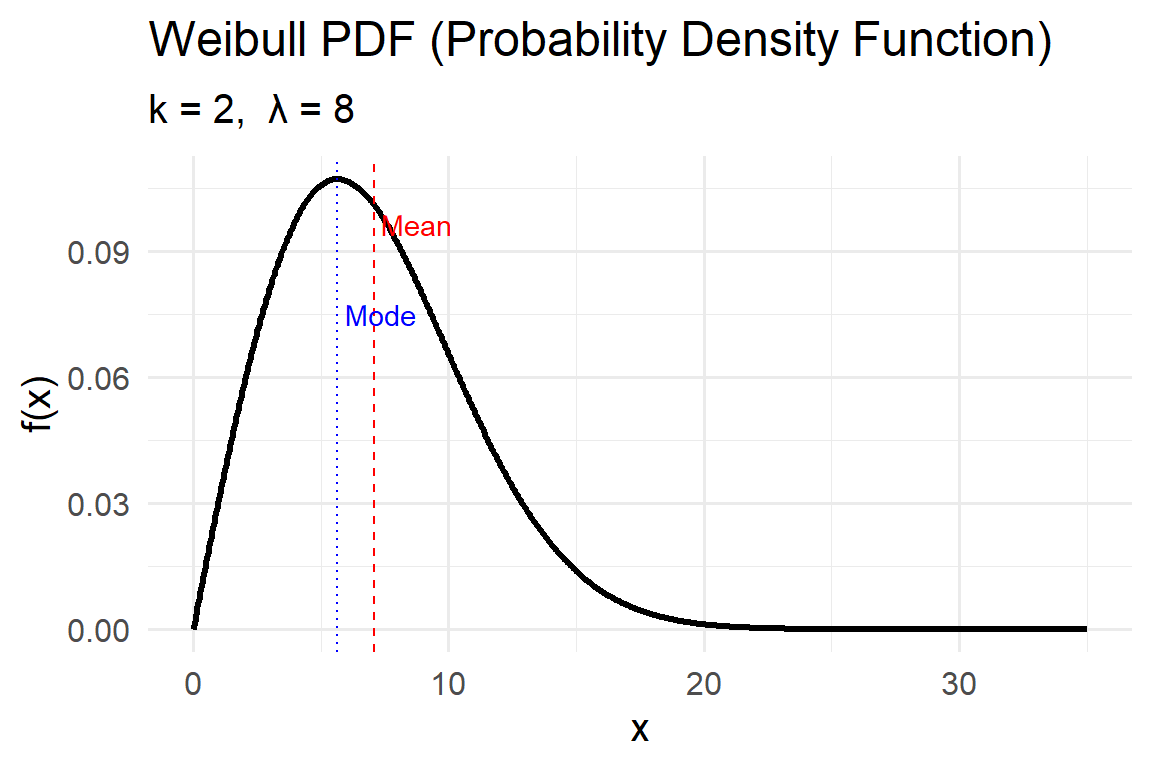 Weibull PDF (Probability Density Function)
k = 2,  λ = 8
f(x)
0.09
0.06
0.03
0.00
Mean
Mode
0
10
20
30
x